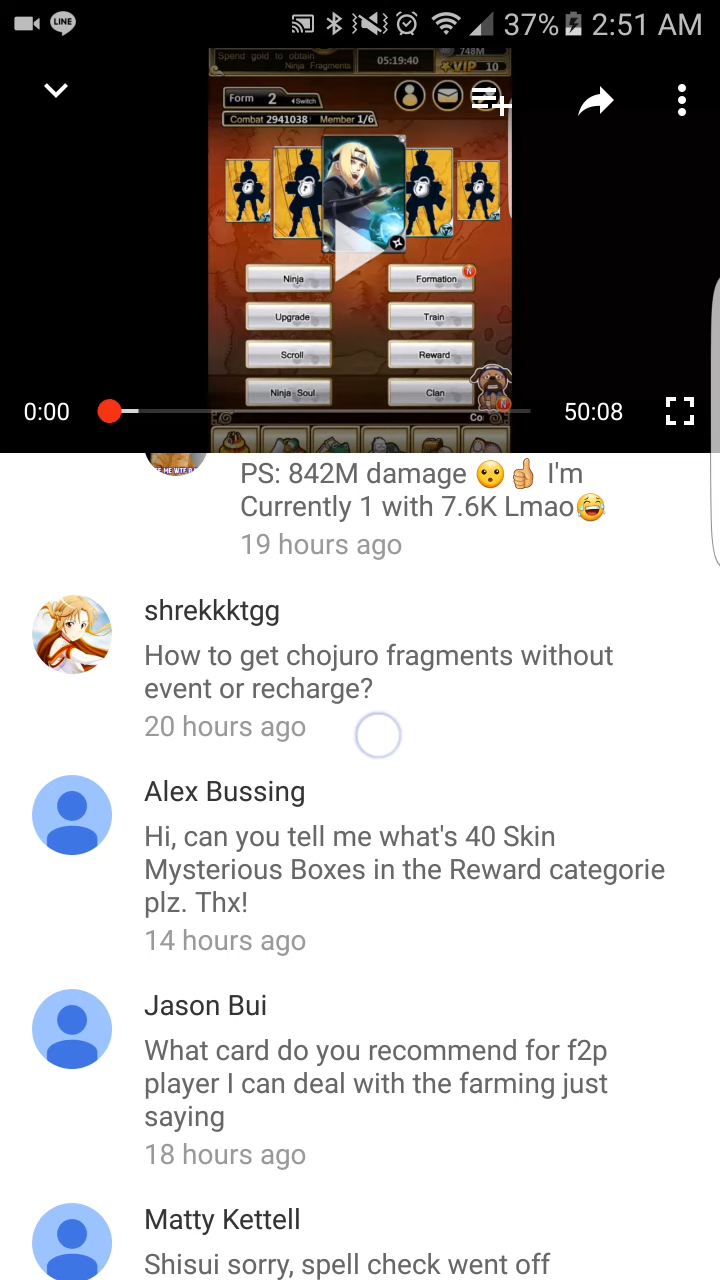 LINE 37% 2:51 AM
Spend gold to obtain
Ninja Fragments
05:19:40
748M
VIP 10
Form 2 Switch
Combat 2941038 Member 1/6
Ninja Formation N
Upgrade Train
Scroll Reward
Ninja Soul Clan N
0:00 50:08
PS: 842M damage 😮👍 I'm
Currently 1 with 7.6K Lmao😂
19 hours ago
shrekkktgg
How to get chojuro fragments without
event or recharge?
20 hours ago
Alex Bussing
Hi, can you tell me what's 40 Skin
Mysterious Boxes in the Reward categorie
plz. Thx!
14 hours ago
Jason Bui
What card do you recommend for f2p
player I can deal with the farming just
saying
18 hours ago
Matty Kettell
Shisui sorry, spell check went off